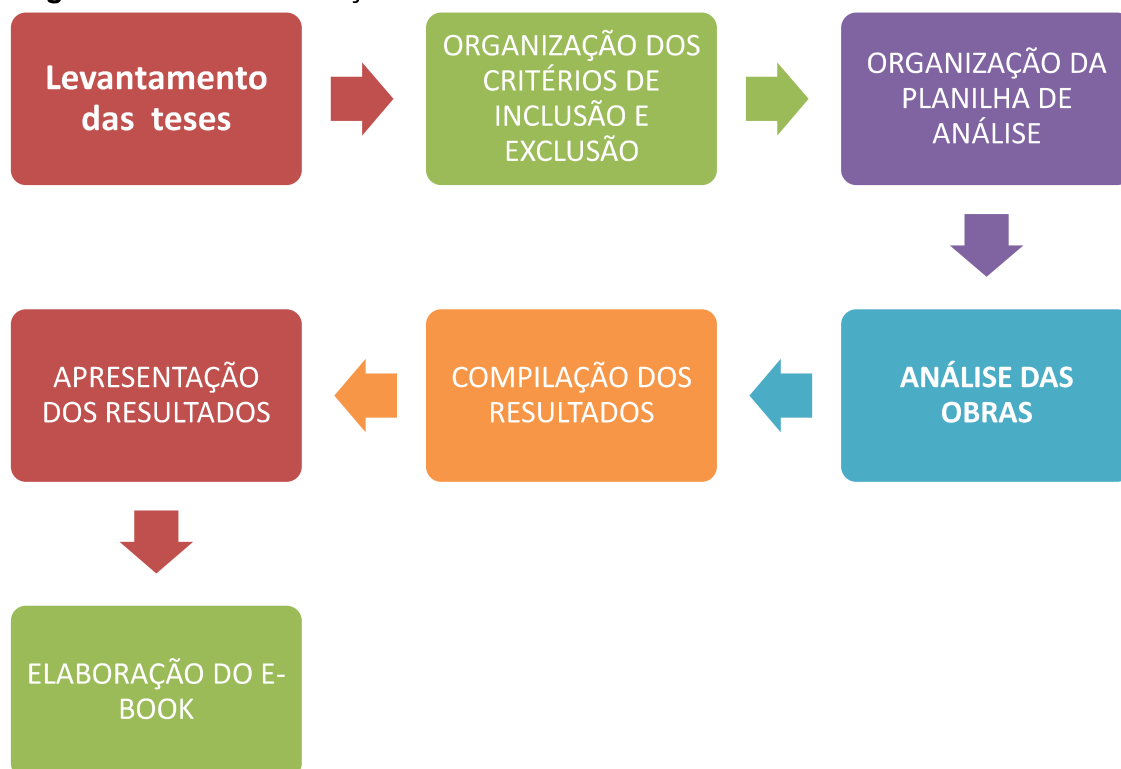 Levantamento
das teses
ORGANIZAÇÃO DOS
CRITÉRIOS DE
INCLUSÃO E
EXCLUSÃO
ORGANIZAÇÃO DA
PLANILHA DE
ANÁLISE
ANÁLISE DAS
OBRAS
COMPILAÇÃO DOS
RESULTADOS
APRESENTAÇÃO
DOS RESULTADOS
ELABORAÇÃO DO E-
BOOK